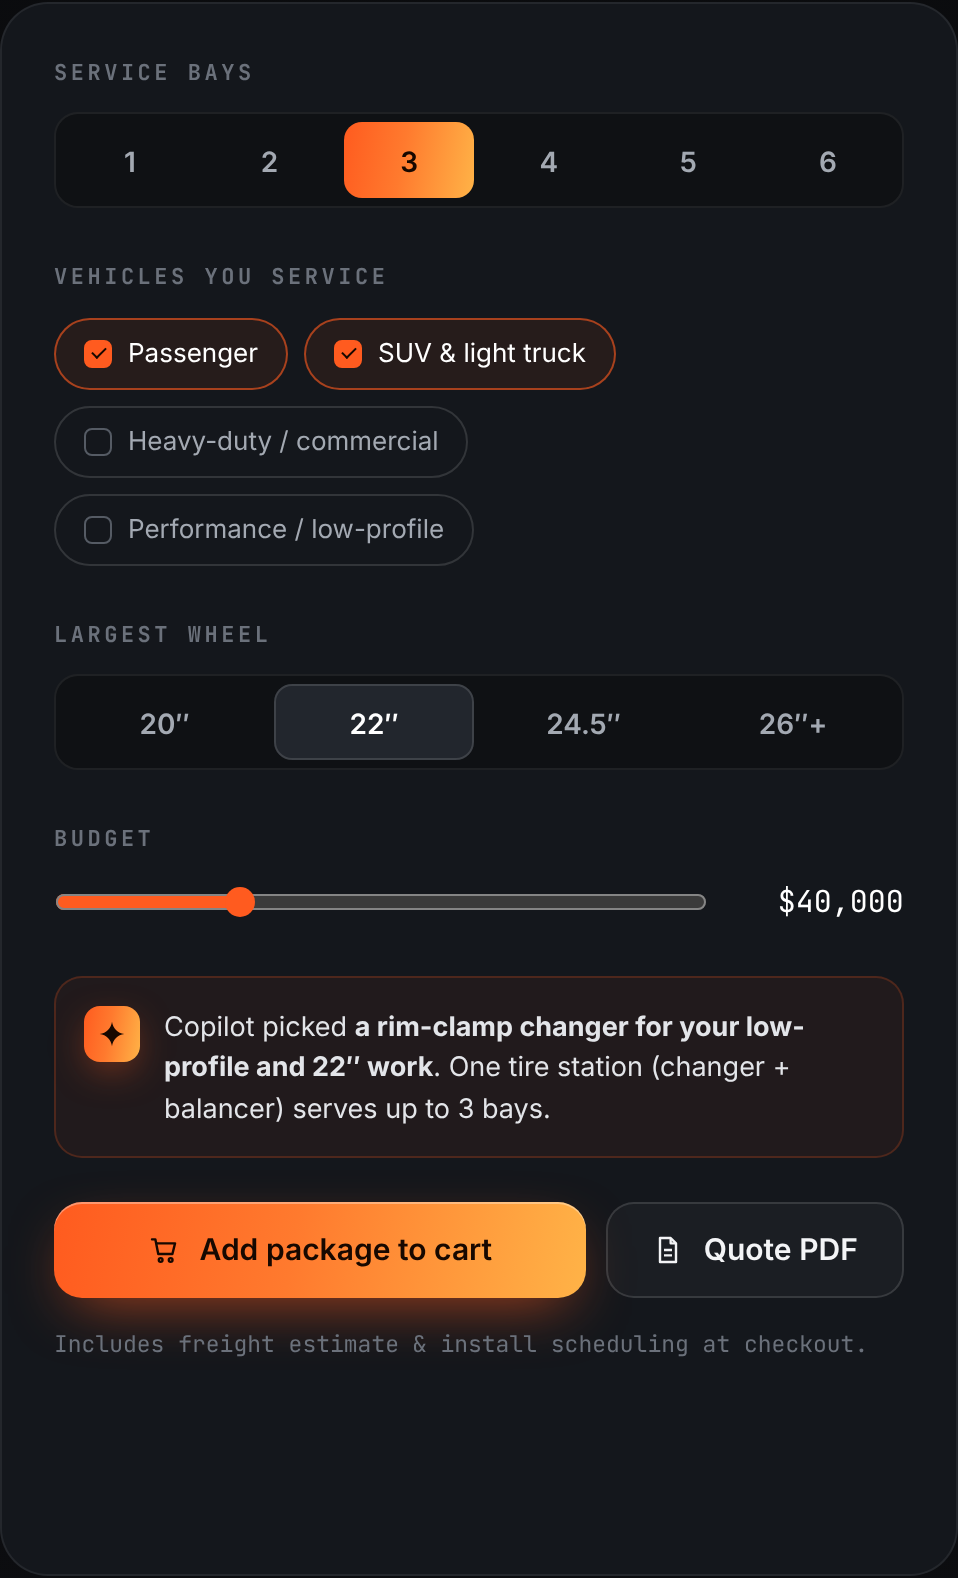 SERVICE BAYS
1 2 3 4 5 6
VEHICLES YOU SERVICE
Passenger SUV & light truck
Heavy-duty / commercial
Performance / low-profile
LARGEST WHEEL
20″ 22″ 24.5″ 26″+
BUDGET
$40,000
Copilot picked a rim-clamp changer for your low-
profile and 22″ work. One tire station (changer +
balancer) serves up to 3 bays.
Add package to cart Quote PDF
Includes freight estimate & install scheduling at checkout.